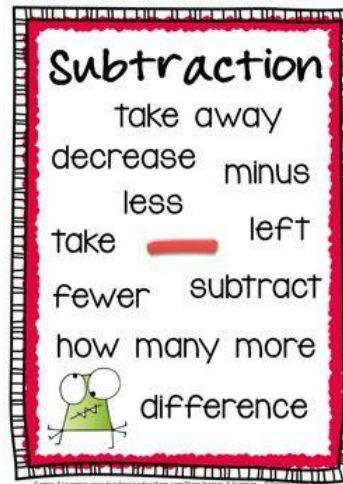 Subtraction
take away
decrease
minus
less
take
left
fewer
subtract
how many more
difference